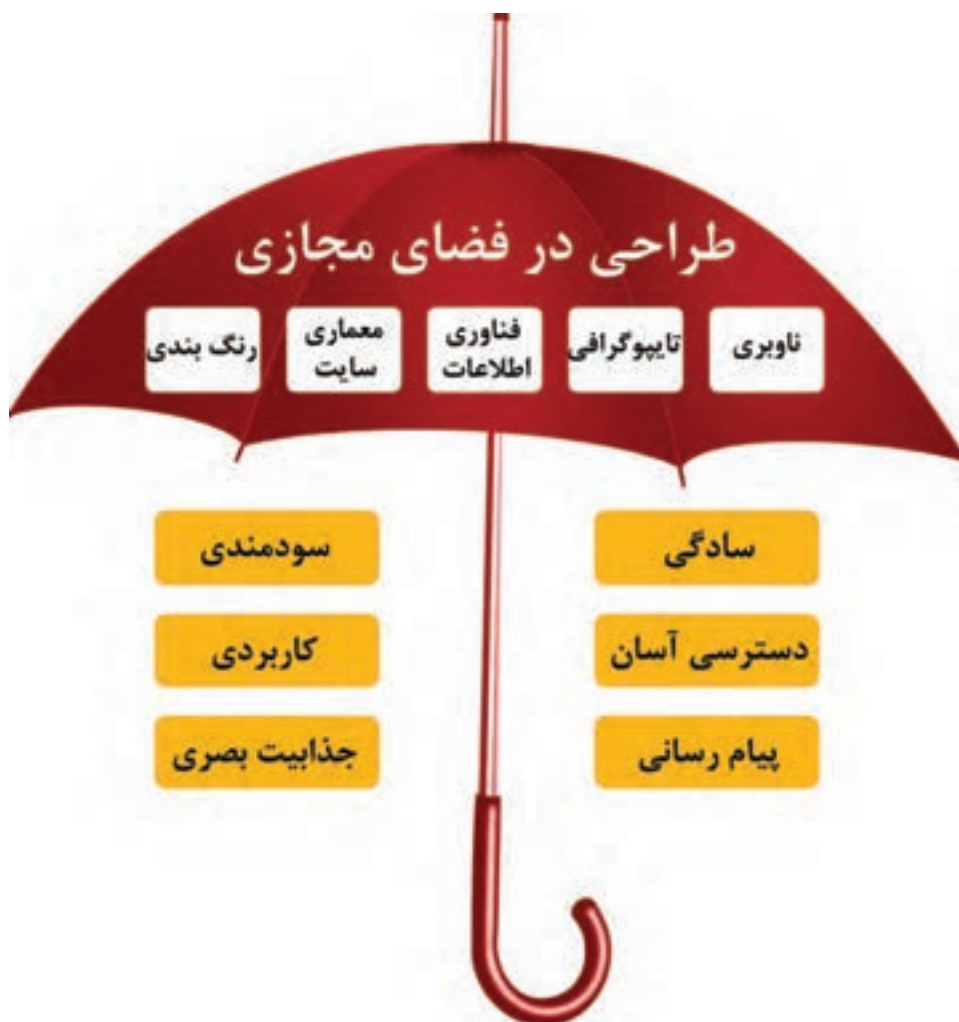 طراحی در فضای مجازی
ناوبری
تایپوگرافی
فناوری
اطلاعات
معماری
سایت
رنگ بندی
سادگی
سودمندی
دسترسی آسان
کاربردی
پیام رسانی
جذابیت بصری